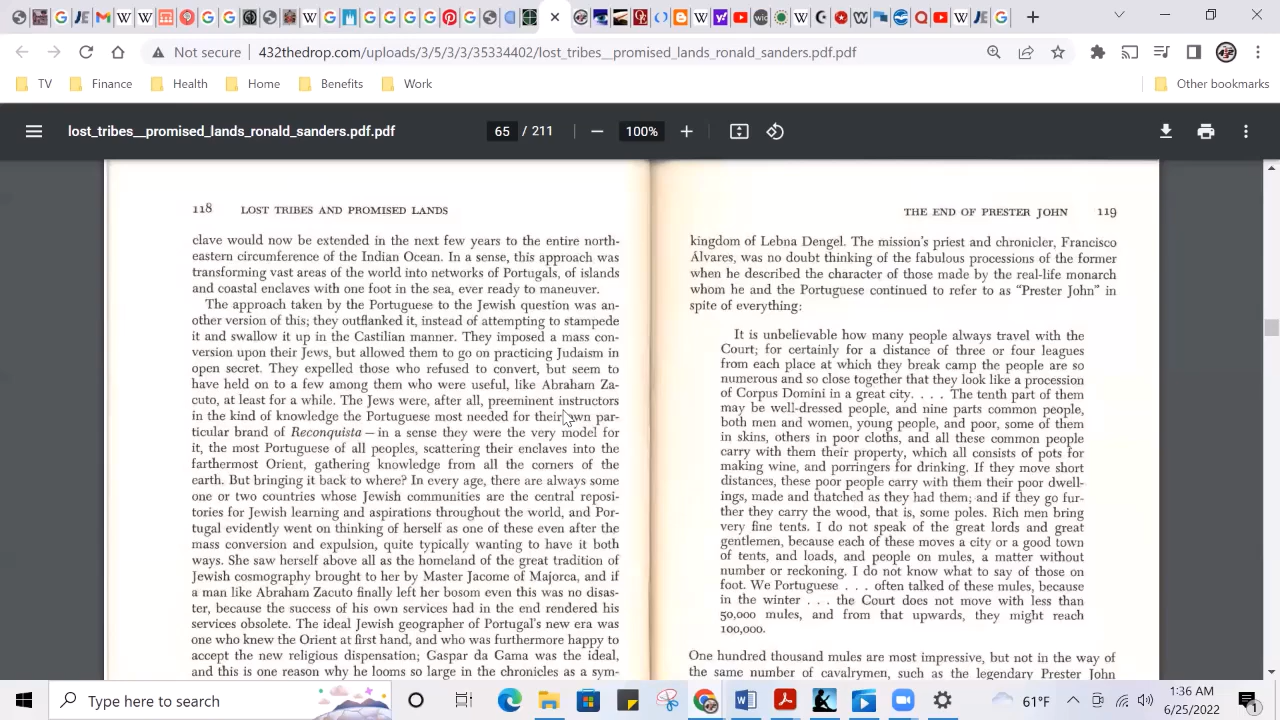 Not secure
432thedrop.com/uploads/3/5/3/3/35334402/lost_tribes__promised_lands_ronald_sanders.pdf.pdf
TV
Finance
Health
Home
Benefits
Work
Other bookmarks
lost_tribes__promised_lands_ronald_sanders.pdf.pdf
65 / 211
100%
118 LOST TRIBES AND PROMISED LANDS
clave would now be extended in the next few years to the entire north-
eastern circumference of the Indian Ocean. In a sense, this approach was
transforming vast areas of the world into networks of Portugals, of islands
and coastal enclaves with one foot in the sea, ever ready to maneuver.
The approach taken by the Portuguese to the Jewish question was an-
other version of this; they outflanked it, instead of attempting to stampede
it and swallow it up in the Castilian manner. They imposed a mass con-
version upon their Jews, but allowed them to go on practicing Judaism in
open secret. They expelled those who refused to convert, but seem to
have held on to a few among them who were useful, like Abraham Za-
cuto, at least for a while. The Jews were, after all, preeminent instructors
in the kind of knowledge the Portuguese most needed for their own par-
ticular brand of Reconquista — in a sense they were the very model for
it, the most Portuguese of all peoples, scattering their enclaves into the
farthermost Orient, gathering knowledge from all the corners of the
earth. But bringing it back to where? In every age, there are always some
one or two countries whose Jewish communities are the central reposi-
tories for Jewish learning and aspirations throughout the world, and Por-
tugal evidently went on thinking of herself as one of these even after the
mass conversion and expulsion, quite typically wanting to have it both
ways. She saw herself above all as the homeland of the great tradition of
Jewish cosmography brought to her by Master Jacome of Majorca, and if
a man like Abraham Zacuto finally left her bosom even this was no disas-
ter, because the success of his own services had in the end rendered his
services obsolete. The ideal Jewish geographer of Portugal's new era was
one who knew the Orient at first hand, and who was furthermore happy to
accept the new religious dispensation; Gaspar da Gama was the ideal,
and this is one reason why he looms so large in the chronicles as a sym-
THE END OF PRESTER JOHN 119
kingdom of Lebna Dengel. The mission's priest and chronicler, Francisco
Álvares, was no doubt thinking of the fabulous processions of the former
when he described the character of those made by the real-life monarch
whom he and the Portuguese continued to refer to as "Prester John" in
spite of everything:
It is unbelievable how many people always travel with the
Court; for certainly for a distance of three or four leagues
from each place at which they break camp the people are so
numerous and so close together that they look like a procession
of Corpus Domini in a great city. . . . The tenth part of them
may be well-dressed people, and nine parts common people,
both men and women, young people, and poor, some of them
in skins, others in poor cloths, and all these common people
carry with them their property, which all consists of pots for
making wine, and porringers for drinking. If they move short
distances, these poor people carry with them their poor dwell-
ings, made and thatched as they had them; and if they go fur-
ther they carry the wood, that is, some poles. Rich men bring
very fine tents. I do not speak of the great lords and great
gentlemen, because each of these moves a city or a good town
of tents, and loads, and people on mules, a matter without
number or reckoning. I do not know what to say of those on
foot. We Portuguese . . . often talked of these mules, because
in the winter . . . the Court does not move with less than
50,000 mules, and from that upwards, they might reach
100,000.
One hundred thousand mules are most impressive, but not in the way of
the same number of cavalrymen, such as the legendary Prester John
Type here to search
61°F
1:36 AM
6/25/2022